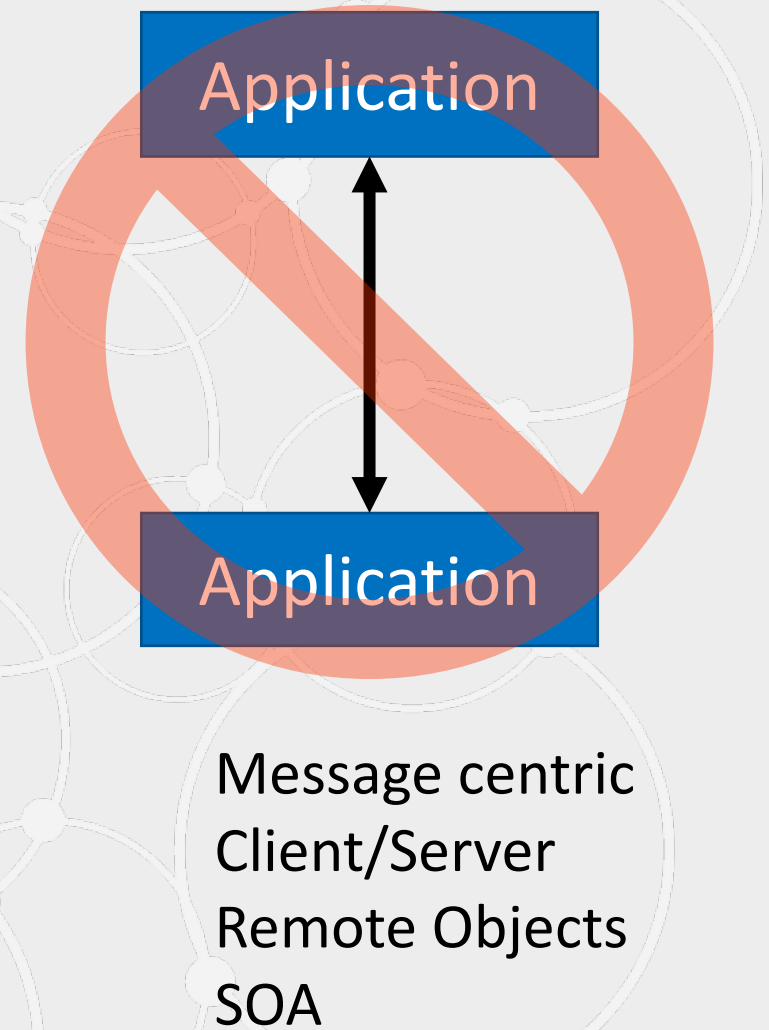 Application
Application
Message centric
Client/Server
Remote Objects
SOA